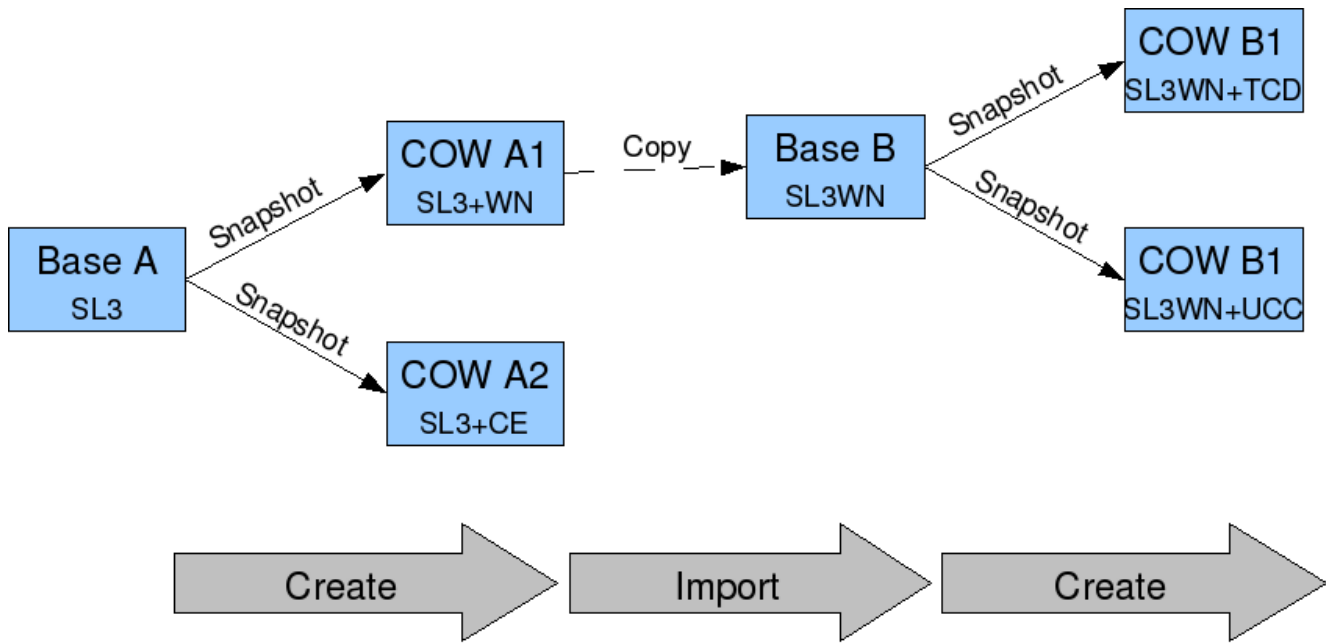 Base A
SL3
Snapshot
Snapshot
COW A1
SL3+WN
COW A2
SL3+CE
Copy
Base B
SL3WN
Snapshot
Snapshot
COW B1
SL3WN+TCD
COW B1
SL3WN+UCC
Create
Import
Create